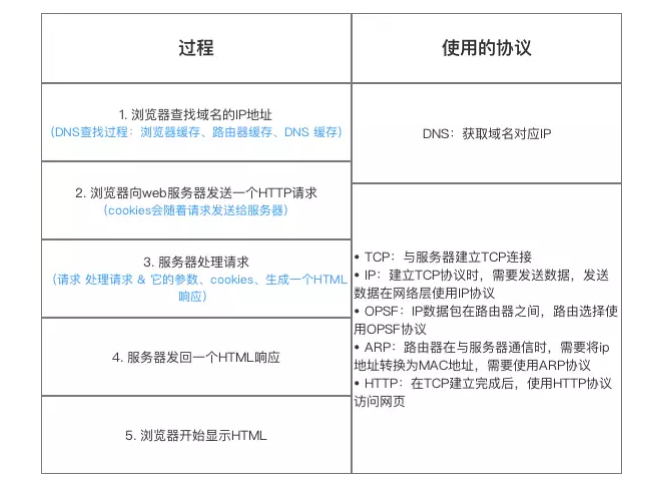 过程
使用的协议
1. 浏览器查找域名的IP地址
（DNS查找过程：浏览器缓存、路由器缓存、DNS 缓存）
DNS：获取域名对应IP
2. 浏览器向web服务器发送一个HTTP请求
（cookies会随着请求发送给服务器）
3. 服务器处理请求
（请求 处理请求 & 它的参数、cookies、生成一个HTML
响应）
4. 服务器发回一个HTML响应
5. 浏览器开始显示HTML
• TCP：与服务器建立TCP连接
• IP：建立TCP协议时，需要发送数据，发送
数据在网络层使用IP协议
• OPSF：IP数据包在路由器之间，路由选择使
用OPSF协议
• ARP：路由器在与服务器通信时，需要将ip
地址转换为MAC地址，需要使用ARP协议
• HTTP：在TCP建立完成后，使用HTTP协议
访问网页